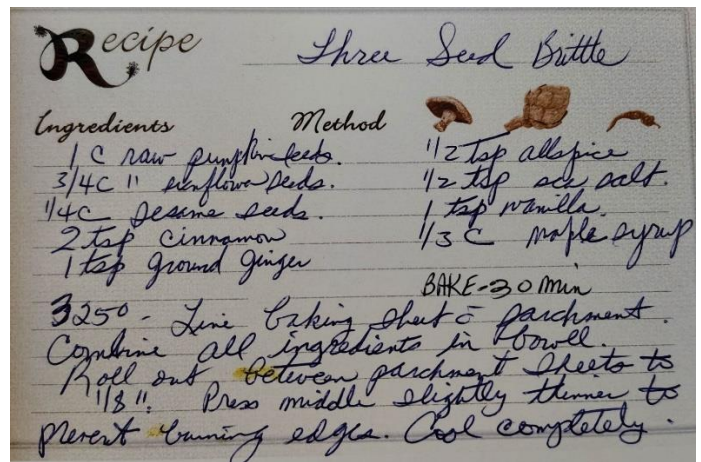 Recipe
Three Seed Brittle
Ingredients Method
1 C raw pumpkin seeds.
3/4C " sunflower seeds.
1/4C sesame seeds.
2 tsp cinnamon
1 tsp ground ginger
1/2 tsp allspice
1/2 tsp sea salt.
1 tsp vanilla.
1/3 C maple syrup
BAKE-30 min
3250 - Line baking sheet c̄ parchment.
Combine all ingredients in bowl.
Roll out between parchment sheets to
1/8". Press middle slightly thinner to
prevent burning edges. Cool completely.